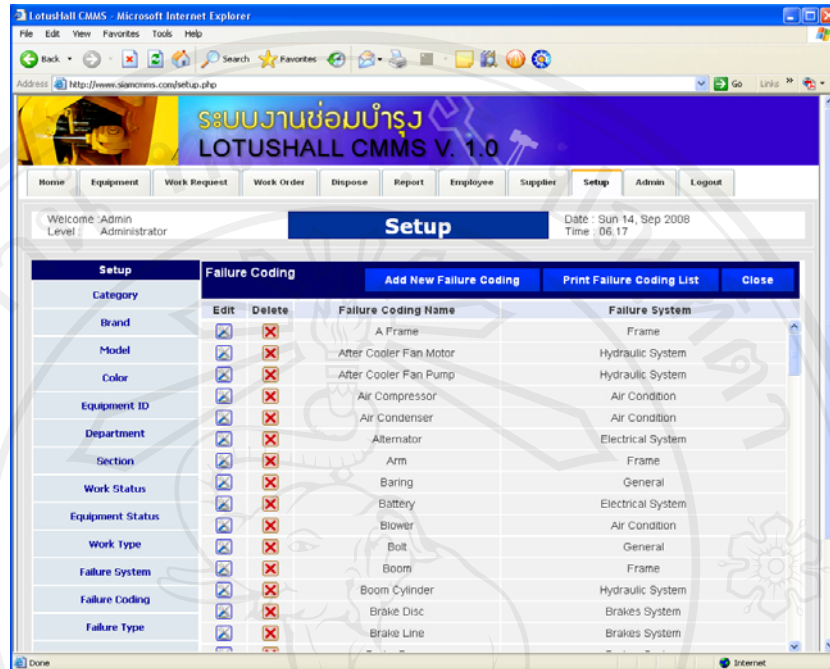 LotusHall CMMS - Microsoft Internet Explorer
File Edit View Favorites Tools Help
Back Search Favorites
Address http://www.siamcmms.com/setup.php Go Links
ระบบงานซ่อมบำรุง
LOTUSHALL CMMS V. 1.0
Home Equipment Work Request Work Order Dispose Report Employee Supplier Setup Admin Logout
Welcome :Admin
Level : Administrator
Setup
Date : Sun 14, Sep 2008
Time : 06:17
Setup
Category
Brand
Model
Color
Equipment ID
Department
Section
Work Status
Equipment Status
Work Type
Failure System
Failure Coding
Failure Type
Failure Coding Add New Failure Coding Print Failure Coding List Close
Edit Delete Failure Coding Name Failure System
A Frame Frame
After Cooler Fan Motor Hydraulic System
After Cooler Fan Pump Hydraulic System
Air Compressor Air Condition
Air Condenser Air Condition
Alternator Electrical System
Arm Frame
Baring General
Battery Electrical System
Blower Air Condition
Bolt General
Boom Frame
Boom Cylinder Hydraulic System
Brake Disc Brakes System
Brake Line Brakes System
Done Internet